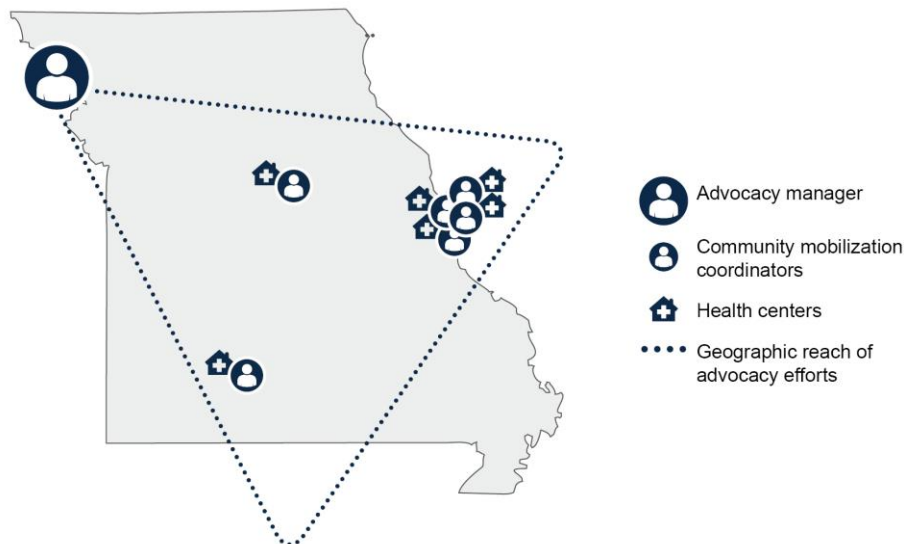 Advocacy manager
Community mobilization
coordinators
Health centers
Geographic reach of
advocacy efforts